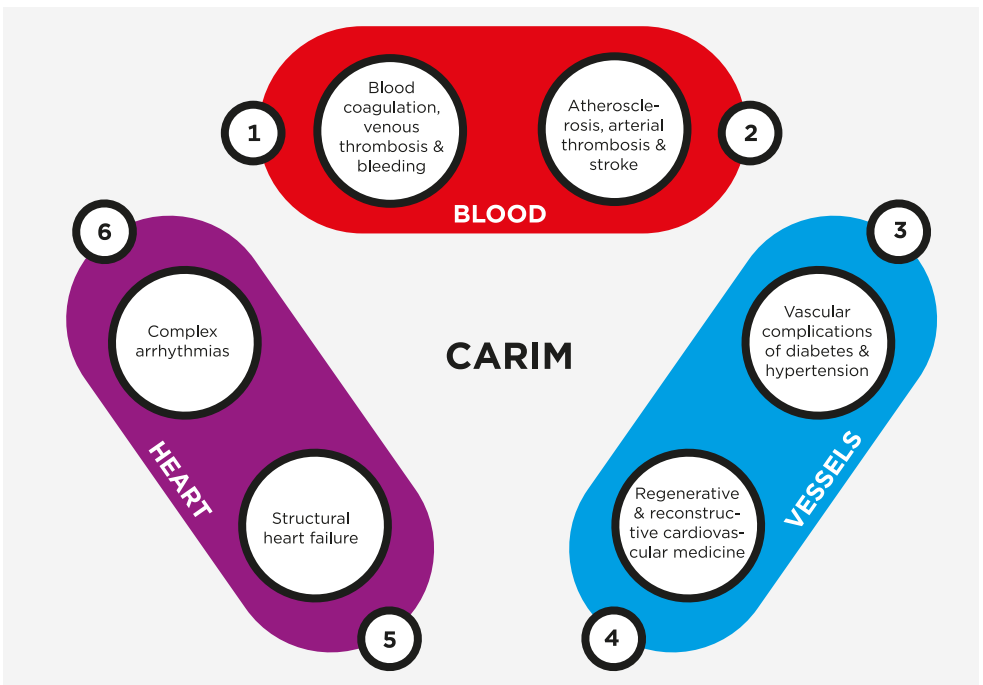 1
Blood
coagulation,
venous
thrombosis &
bleeding
Atheroscle-
rosis, arterial
thrombosis &
stroke
2
BLOOD
3
Vascular
complications
of diabetes &
hypertension
VESSELS
Regenerative
& reconstruc-
tive cardiovas-
cular medicine
4
CARIM
6
Complex
arrhythmias
HEART
Structural
heart failure
5